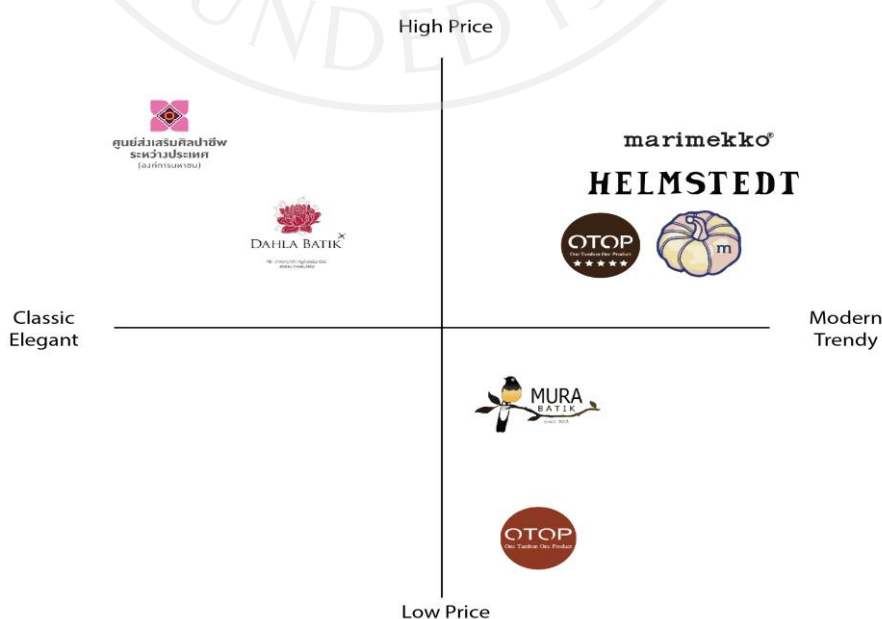 UNDED
High Price
ศูนย์ส่งเสริมศิลปาชีพ
ระหว่างประเทศ
(องค์การมหาชน)
marimekko®
HELMSTEDT
DAHLA BATIK
OTOP
One Tambon One Product
★★★★★
m
Classic
Elegant
Modern
Trendy
MURA
BATIK
OTOP
One Tambon One Product
Low Price